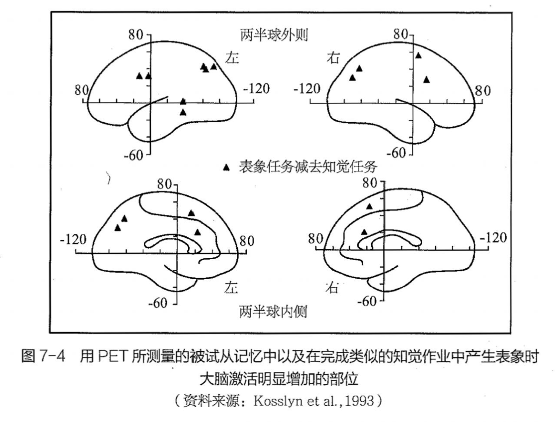 两半球外则
80
左
80
-120
-60
右
80
80
-120
-60
▲ 表象任务减去知觉任务
80
-120
80
-60
左
80
80
-120
-60
右
两半球内侧
图 7-4 用 PET 所测量的被试从记忆中以及在完成类似的知觉作业中产生表象时
大脑激活明显增加的部位
(资料来源:Kosslyn et al.,1993)